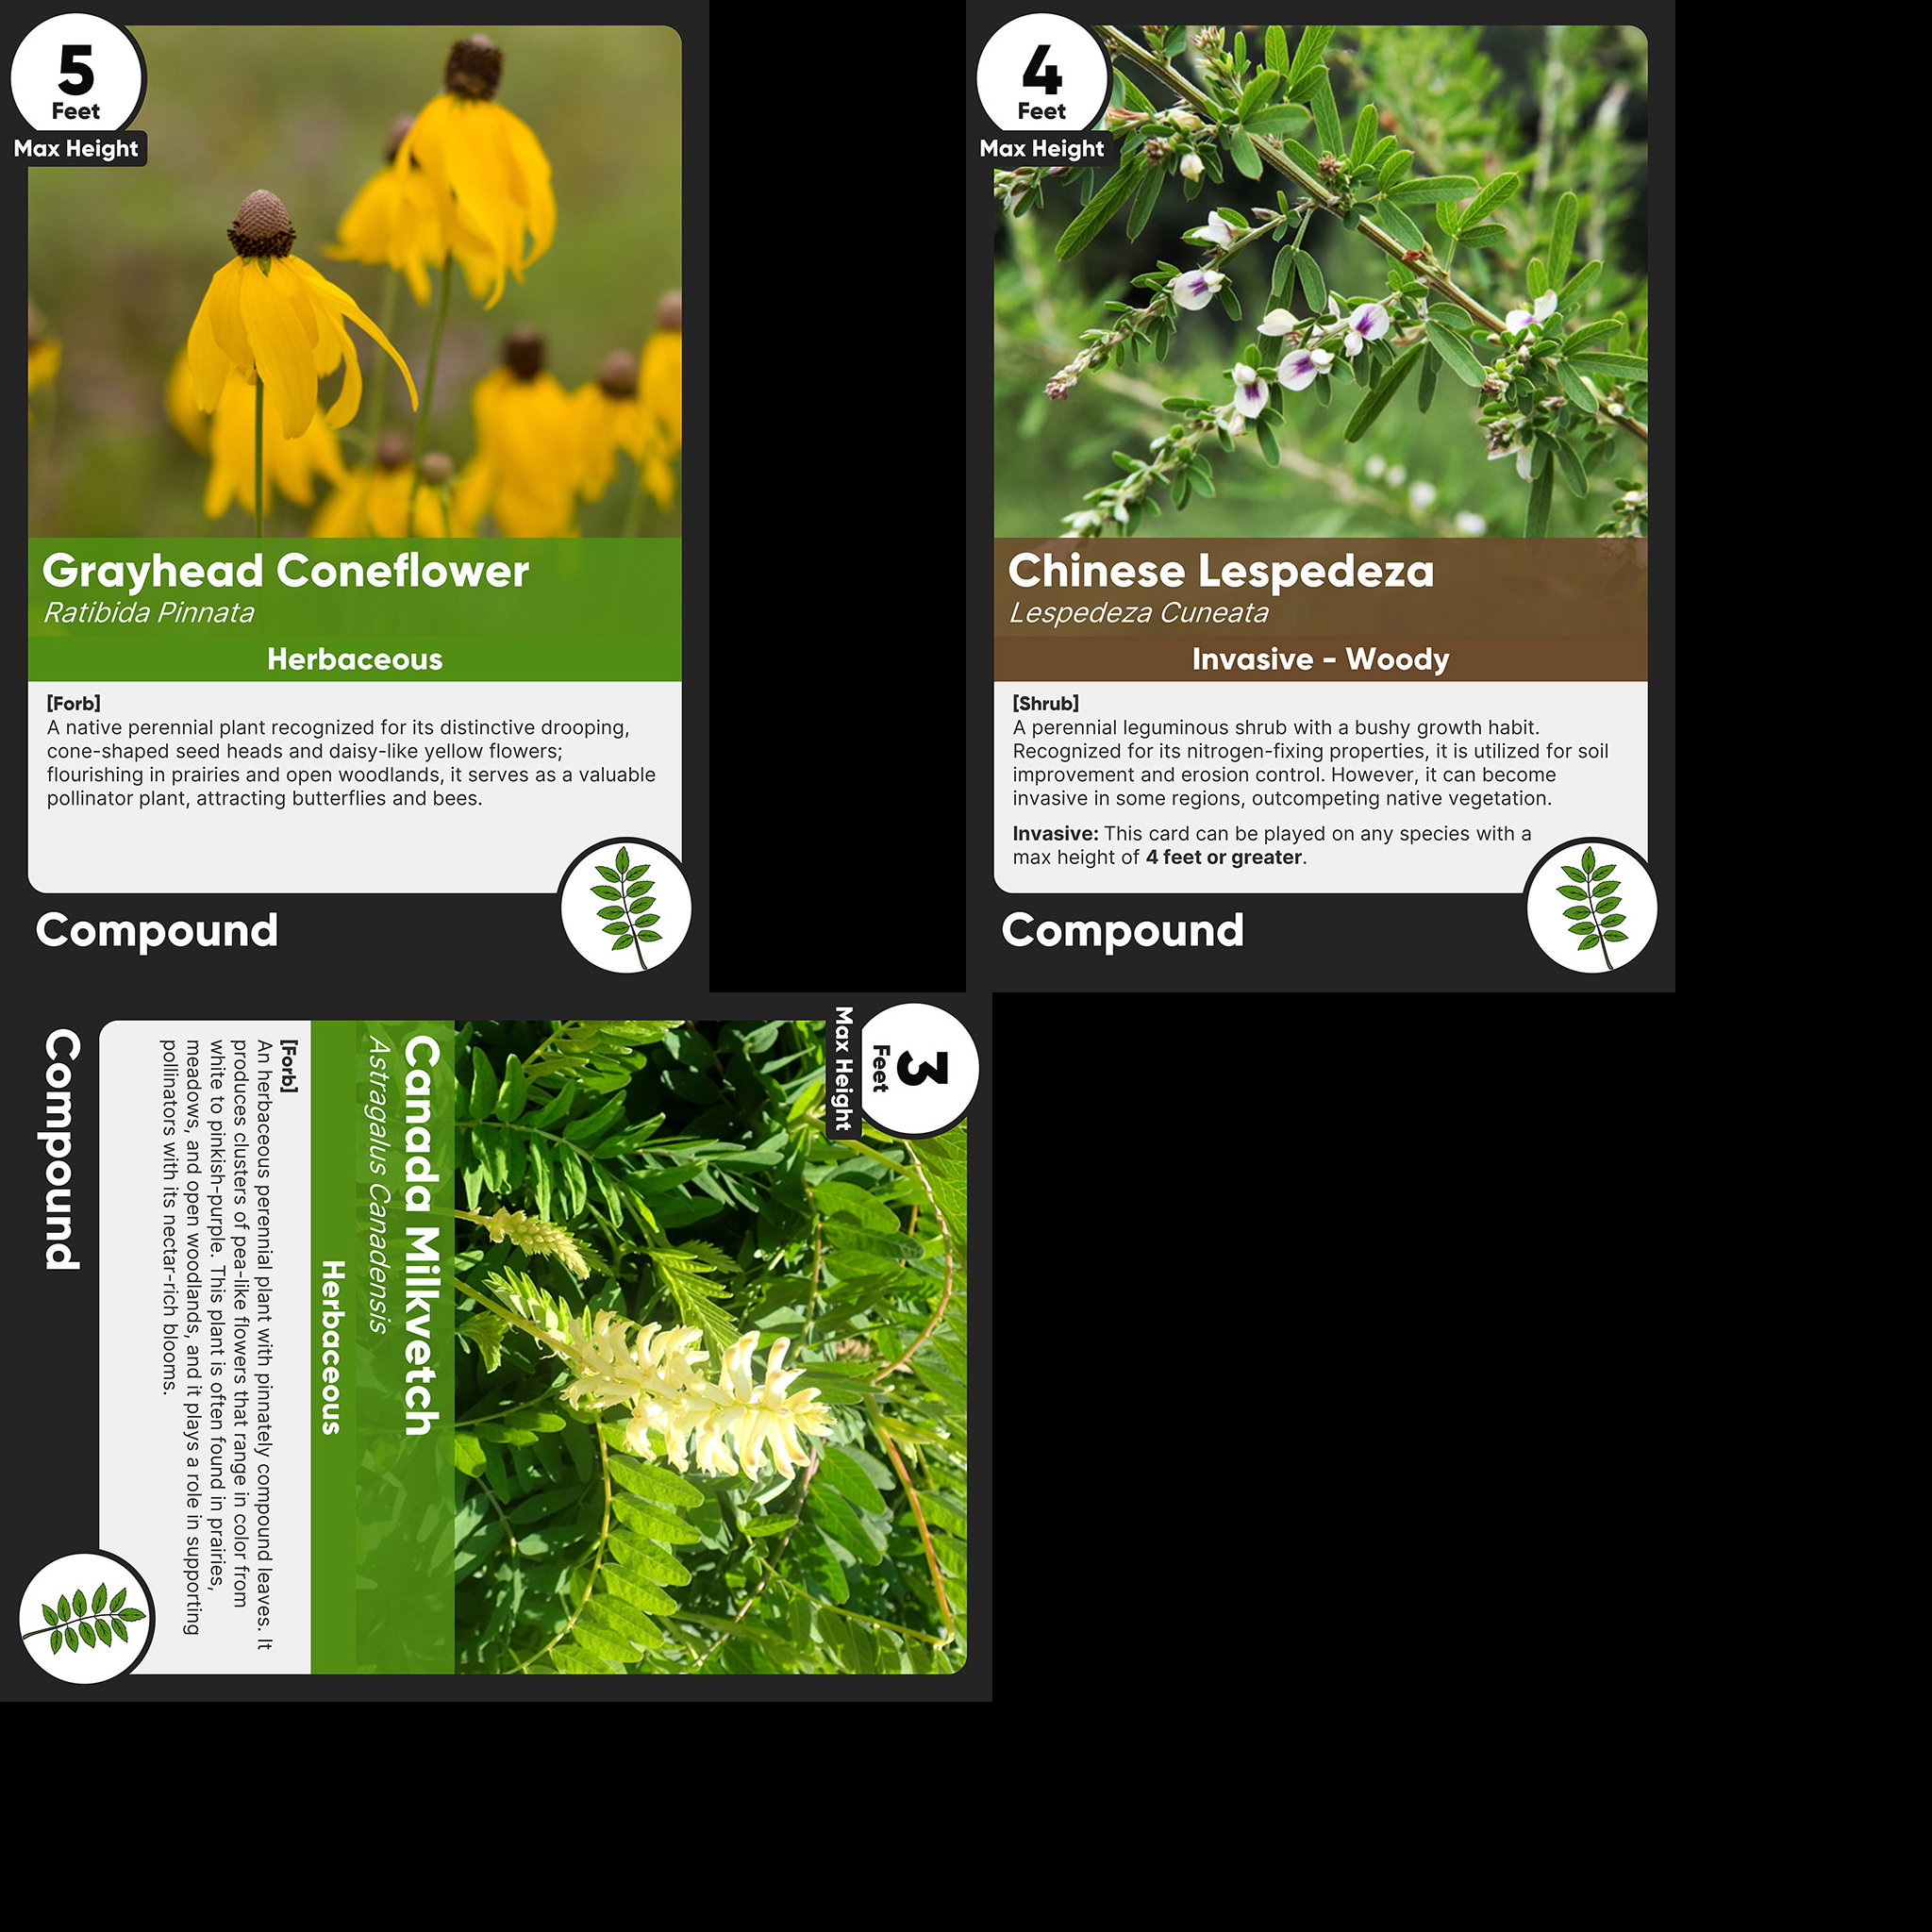 5
Feet
Max Height
Grayhead Coneflower
Ratibida Pinnata
Herbaceous
[Forb]
A native perennial plant recognized for its distinctive drooping,
cone-shaped seed heads and daisy-like yellow flowers;
flourishing in prairies and open woodlands, it serves as a valuable
pollinator plant, attracting butterflies and bees.
Compound
4
Feet
Max Height
Chinese Lespedeza
Lespedeza Cuneata
Invasive - Woody
[Shrub]
A perennial leguminous shrub with a bushy growth habit.
Recognized for its nitrogen-fixing properties, it is utilized for soil
improvement and erosion control. However, it can become
invasive in some regions, outcompeting native vegetation.
Invasive: This card can be played on any species with a
max height of 4 feet or greater.
Compound
3
Feet
Max Height
Canada Milkvetch
Astragalus Canadensis
Herbaceous
[Forb]
An herbaceous perennial plant with pinnately compound leaves. It
produces clusters of pea-like flowers that range in color from
white to pinkish-purple. This plant is often found in prairies,
meadows, and open woodlands, and it plays a role in supporting
pollinators with its nectar-rich blooms.
Compound